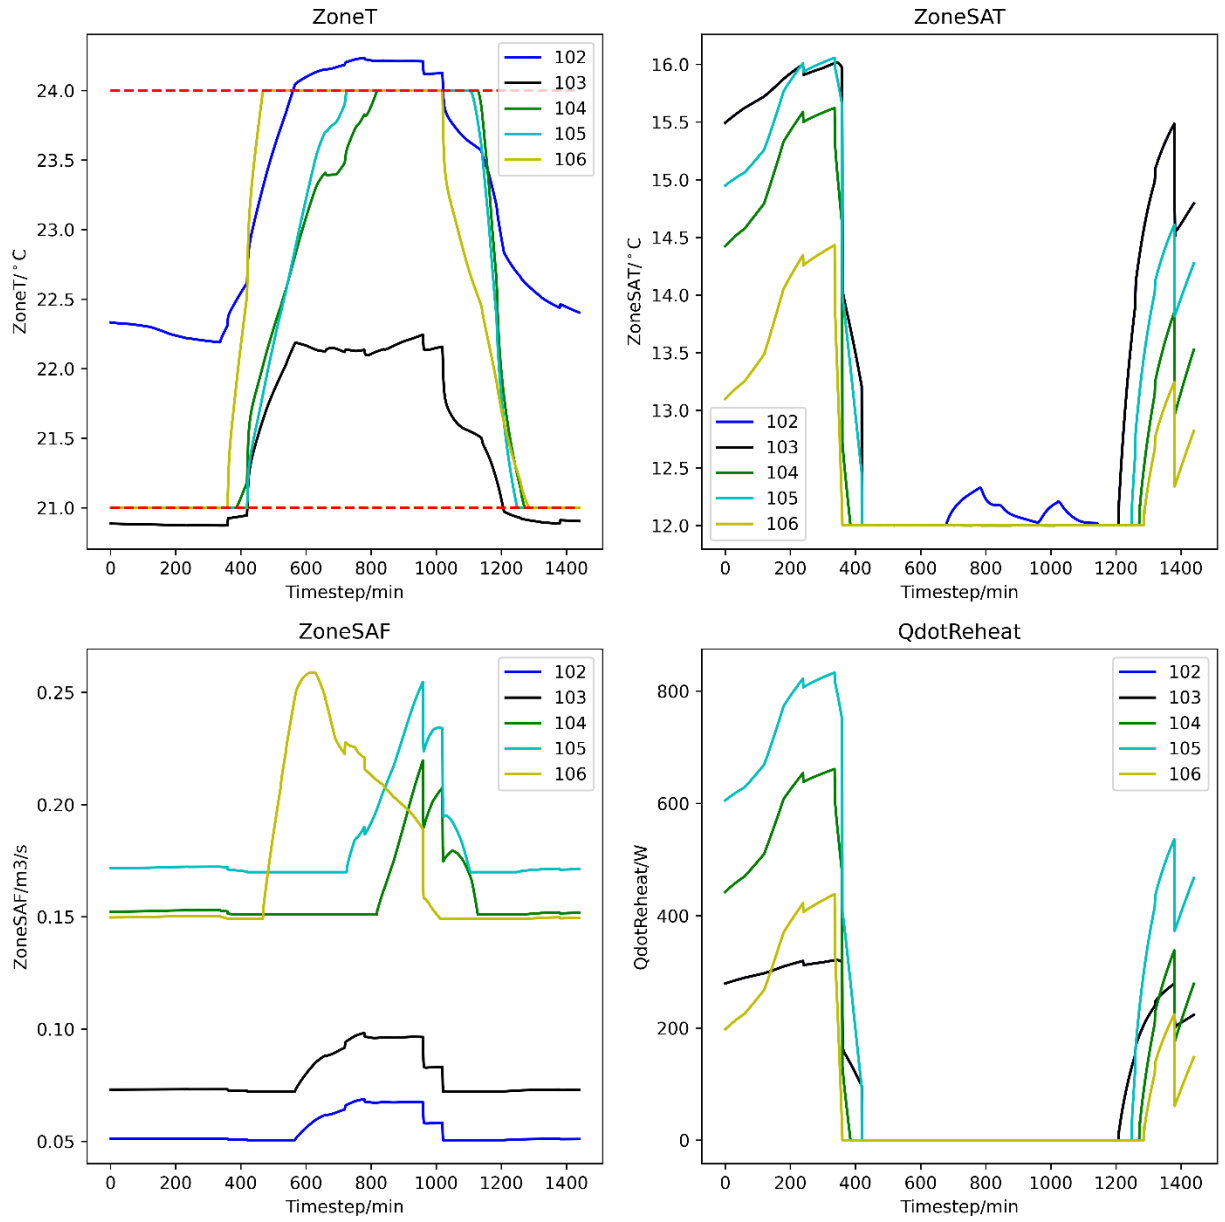 ZoneT
24.0
23.5
23.0
22.5
22.0
21.5
21.0
ZoneT/°C
0 200 400 600 800 1000 1200 1400
Timestep/min
102
103
104
105
106
ZoneSAT
16.0
15.5
15.0
14.5
14.0
13.5
13.0
12.5
12.0
ZoneSAT/°C
0 200 400 600 800 1000 1200 1400
Timestep/min
102
103
104
105
106
ZoneSAF
0.25
0.20
0.15
0.10
0.05
ZoneSAF/m3/s
0 200 400 600 800 1000 1200 1400
Timestep/min
102
103
104
105
106
QdotReheat
800
600
400
200
0
QdotReheat/W
0 200 400 600 800 1000 1200 1400
Timestep/min
102
103
104
105
106